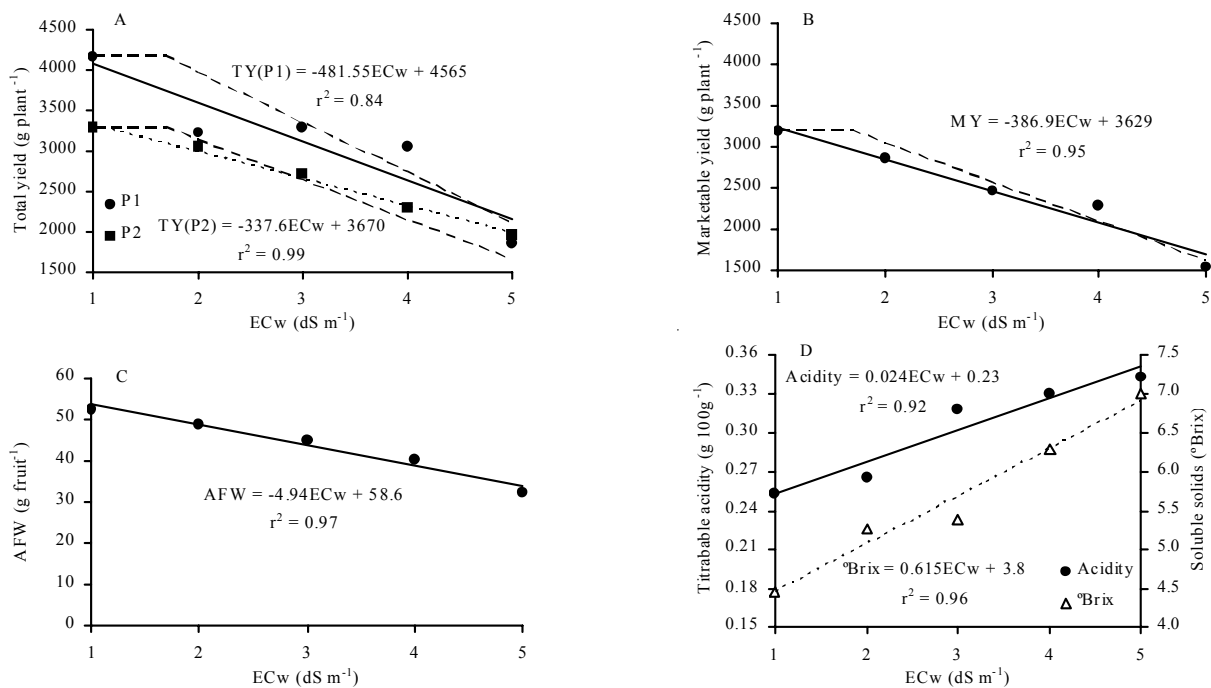 A
4500
4000
3500
3000
2500
2000
1500
Total yield (g plant⁻¹)
TY(P1) = -481.55ECw + 4565
r² = 0.84
P1
P2
TY(P2) = -337.6ECw + 3670
r² = 0.99
1 2 3 4 5
ECw (dS m⁻¹)
B
4500
4000
3500
3000
2500
2000
1500
Marketable yield (g plant⁻¹)
MY = -386.9ECw + 3629
r² = 0.95
1 2 3 4 5
ECw (dS m⁻¹)
C
60
50
40
30
20
10
0
AFW (g fruit⁻¹)
AFW = -4.94ECw + 58.6
r² = 0.97
1 2 3 4 5
ECw (dS m⁻¹)
D
0.36
0.33
0.30
0.27
0.24
0.21
0.18
0.15
Titrabable acidity (g 100g⁻¹)
Acidity = 0.024ECw + 0.23
r² = 0.92
ºBrix = 0.615ECw + 3.8
r² = 0.96
Acidity
ºBrix
7.5
7.0
6.5
6.0
5.5
5.0
4.5
4.0
Soluble solids (ºBrix)
1 2 3 4 5
ECw (dS m⁻¹)